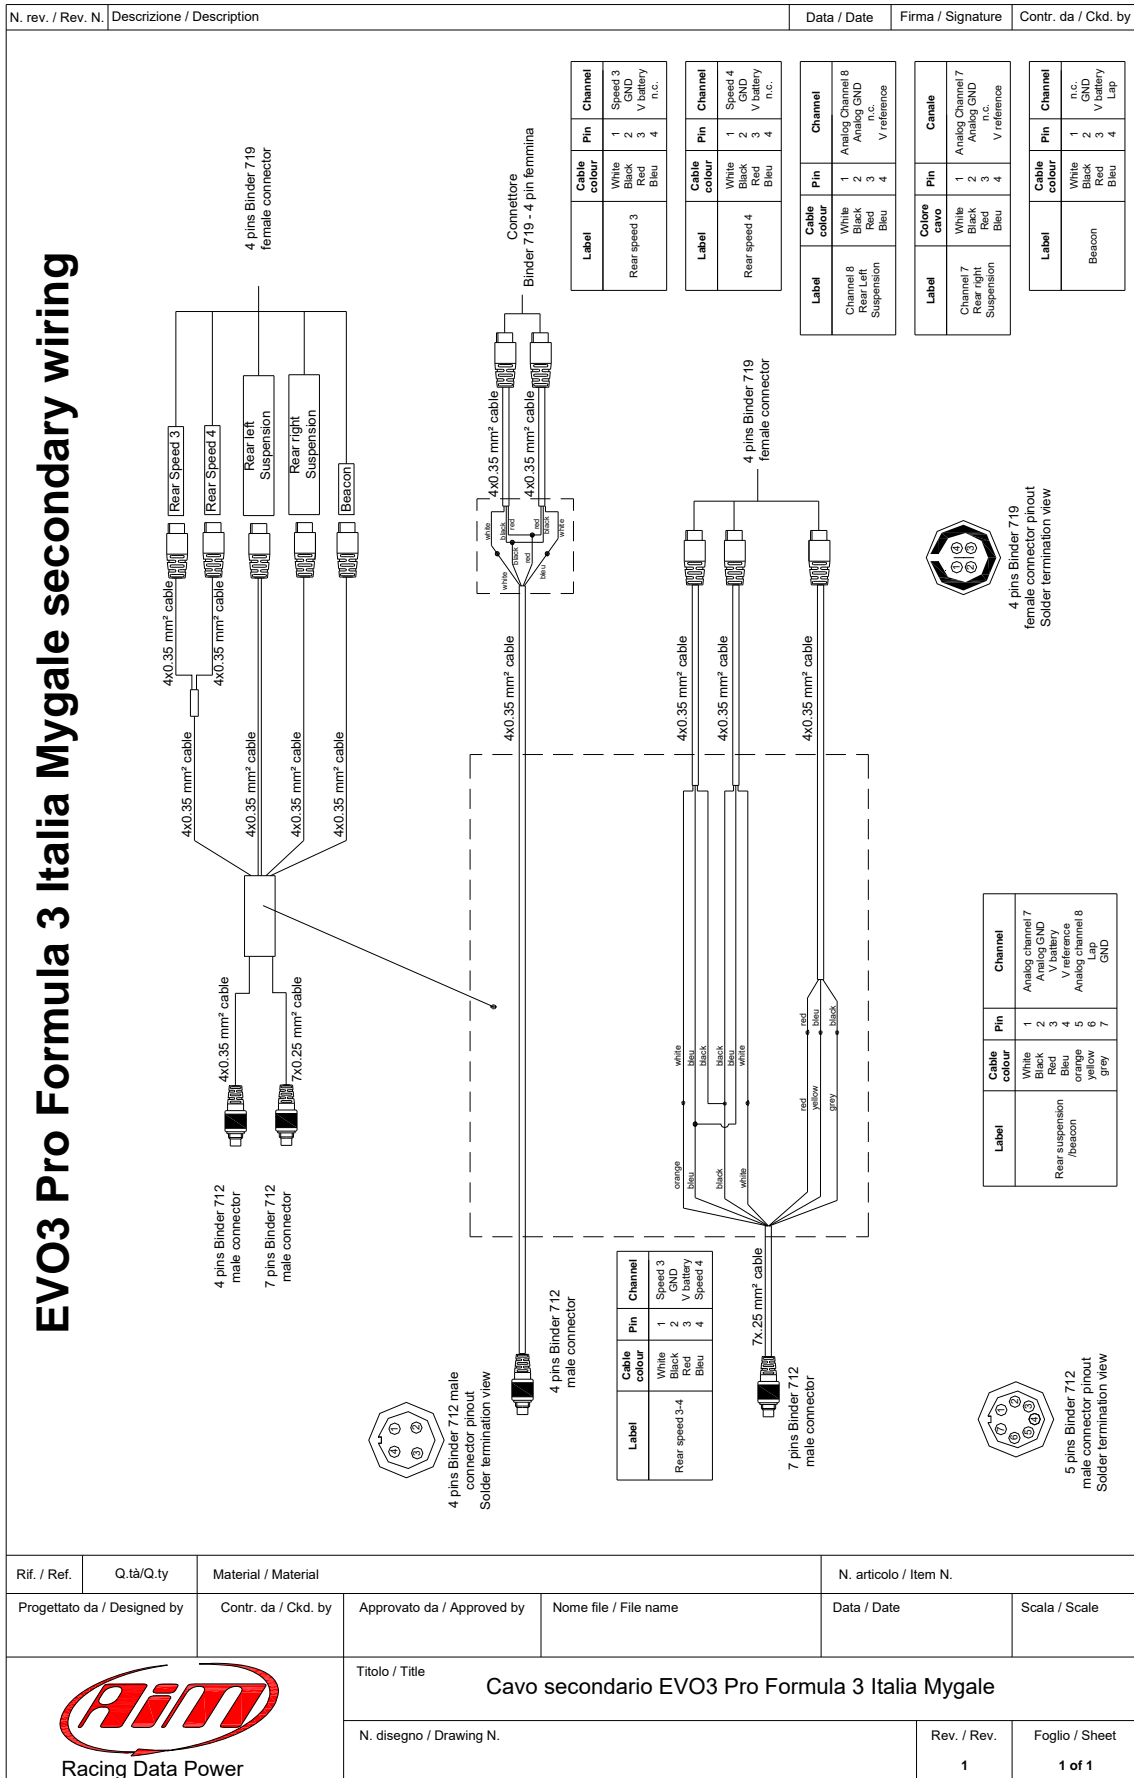 N. rev. / Rev. N.
Descrizione / Description
Data / Date
Firma / Signature
Contr. da / Ckd. by
EVO3 Pro Formula 3 Italia Mygale secondary wiring
4 pins Binder 719
female connector
Rear Speed 3
Rear Speed 4
Rear left
Suspension
Rear right
Suspension
Beacon
4x0.35 mm² cable
4x0.35 mm² cable
4x0.35 mm² cable
4x0.35 mm² cable
4x0.35 mm² cable
4x0.35 mm² cable
4x0.35 mm² cable
7x0.25 mm² cable
4 pins Binder 712
male connector
7 pins Binder 712
male connector
Connettore
Binder 719 - 4 pin femmina
4x0.35 mm² cable
4x0.35 mm² cable
white
black
red
red
black
white
white
black
red
bleu
4x0.35 mm² cable
4 pins Binder 712
male connector
4 pins Binder 712 male
connector pinout
Solder termination view
1
2
3
4
4 pins Binder 719
female connector
4x0.35 mm² cable
4x0.35 mm² cable
4x0.35 mm² cable
white
bleu
black
black
bleu
white
red
bleu
black
orange
bleu
black
white
red
yellow
grey
7x.25 mm² cable
7 pins Binder 712
male connector
Label Cable colour Pin Channel
Rear speed 3
White 1 Speed 3
Black 2 GND
Red 3 V battery
Bleu 4 n.c.
Label Cable colour Pin Channel
Rear speed 4
White 1 Speed 4
Black 2 GND
Red 3 V battery
Bleu 4 n.c.
Label Cable colour Pin Channel
Channel 8
Rear Left
Suspension
White 1 Analog Channel 8
Black 2 Analog GND
Red 3 n.c.
Bleu 4 V reference
Label Colore cavo Pin Canale
Channel 7
Rear right
Suspension
White 1 Analog Channel 7
Black 2 Analog GND
Red 3 n.c.
Bleu 4 V reference
Label Cable colour Pin Channel
Beacon
White 1 n.c.
Black 2 GND
Red 3 V battery
Bleu 4 Lap
1
2
3
4
4 pins Binder 719
female connector pinout
Solder termination view
Label Cable colour Pin Channel
Rear suspension
/beacon
White 1 Analog channel 7
Black 2 Analog GND
Red 3 V battery
Bleu 4 V reference
orange 5 Analog channel 8
yellow 6 Lap
grey 7 GND
Label Cable colour Pin Channel
Rear speed 3-4
White 1 Speed 3
Black 2 GND
Red 3 V battery
Bleu 4 Speed 4
1
2
3
4
5
6
7
5 pins Binder 712
male connector pinout
Solder termination view
Rif. / Ref.
Q.tà/Q.ty
Material / Material
N. articolo / Item N.
Progettato da / Designed by
Contr. da / Ckd. by
Approvato da / Approved by
Nome file / File name
Data / Date
Scala / Scale
AiM
Racing Data Power
Titolo / Title
Cavo secondario EVO3 Pro Formula 3 Italia Mygale
N. disegno / Drawing N.
Rev. / Rev.
1
Foglio / Sheet
1 of 1